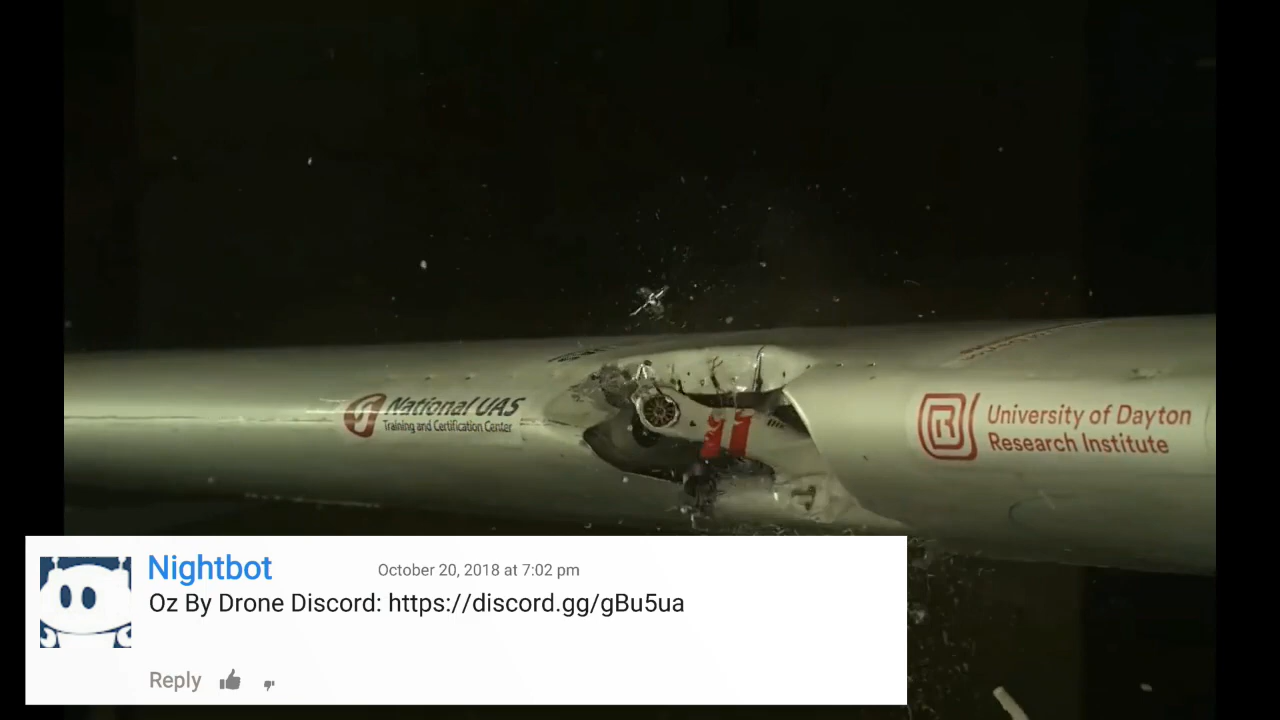 National UAS
Training and Certification Center
University of Dayton
Research Institute
Nightbot
October 20, 2018 at 7:02 pm
Oz By Drone Discord: https://discord.gg/gBu5ua
Reply